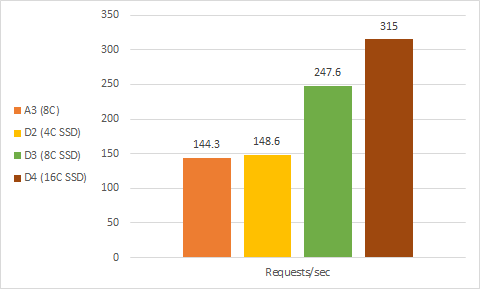 350
300
250
200
150
100
50
0
A3 (8C)
D2 (4C SSD)
D3 (8C SSD)
D4 (16C SSD)
144.3
148.6
247.6
315
Requests/sec